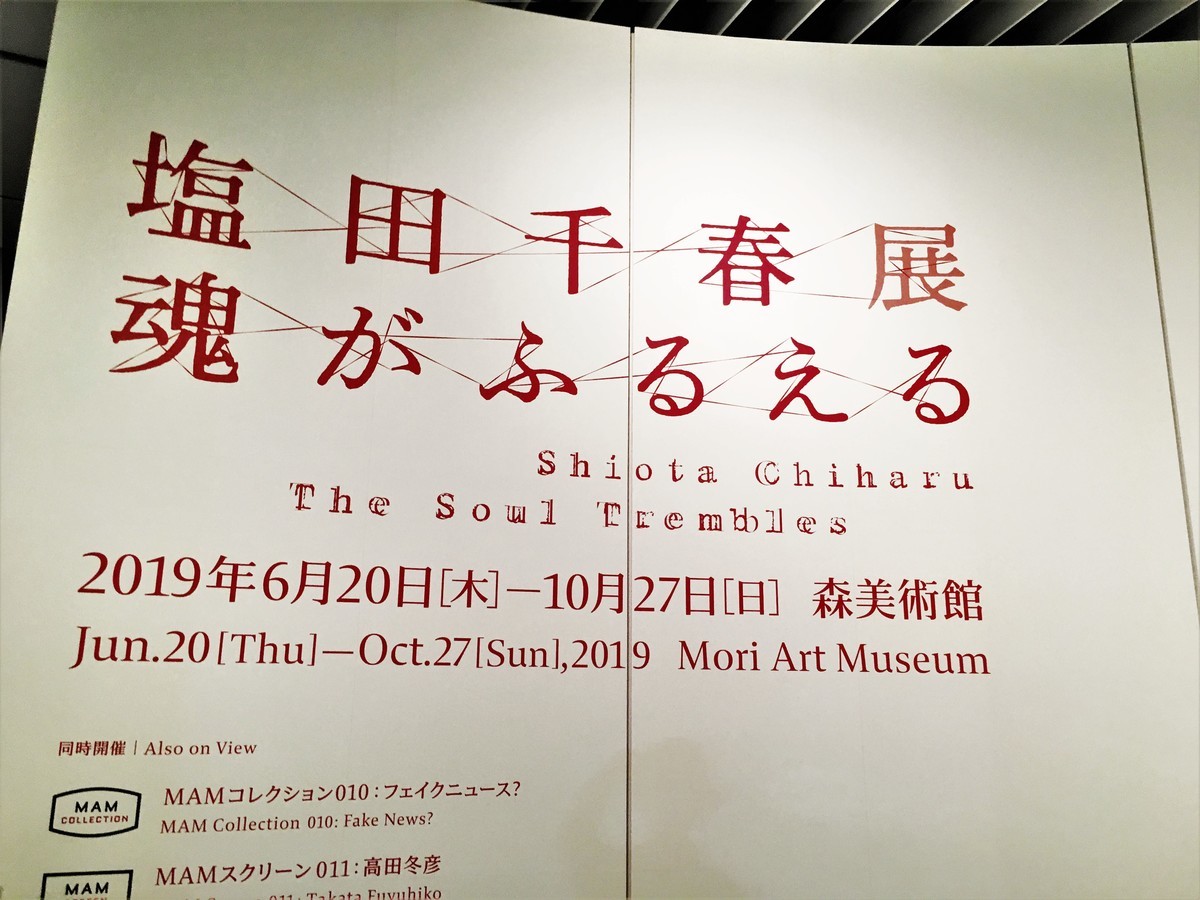 塩田千春展
魂がふるえる
Shiota Chiharu
The Soul Trembles
2019年6月20日[木]—10月27日[日] 森美術館
Jun.20[Thu]—Oct.27[Sun],2019 Mori Art Museum
同時開催 | Also on View
MAM COLLECTION
MAMコレクション010：フェイクニュース？
MAM Collection 010: Fake News?
MAM
MAMスクリーン011：高田冬彦
011: Takata Fuyuhiko